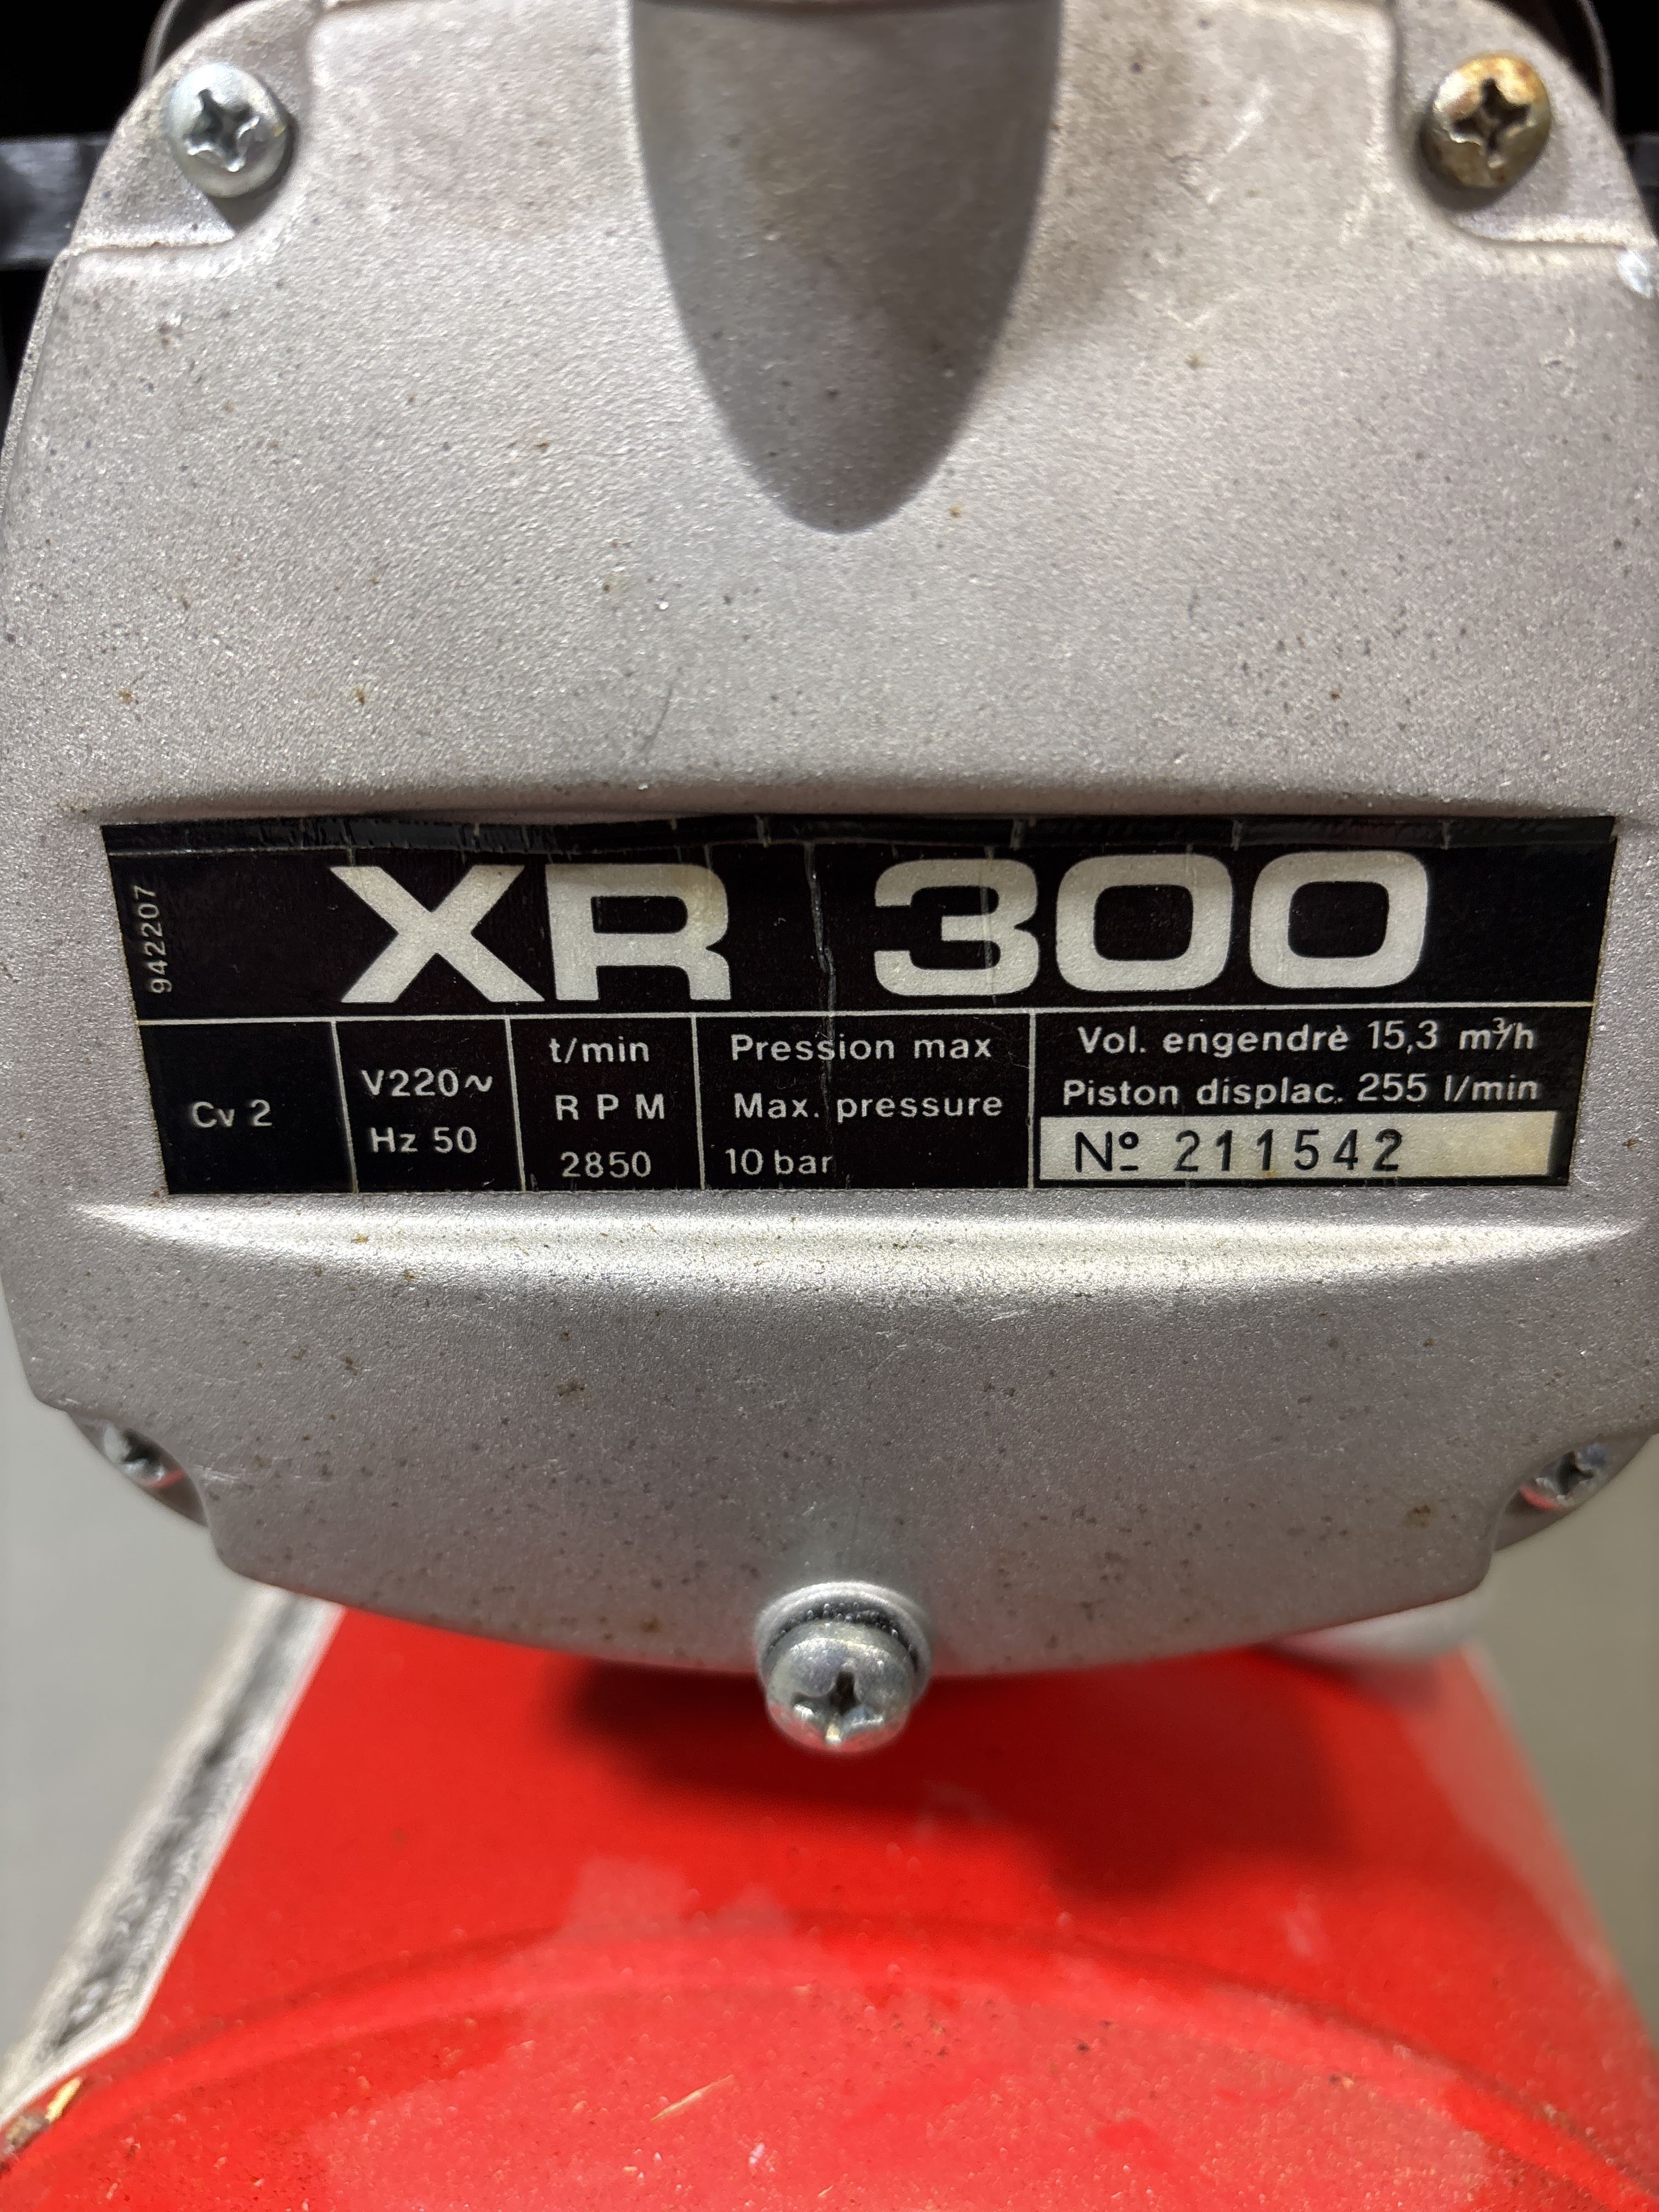 942207
XR 300
Cv 2
V220~
Hz 50
t/min
RPM
2850
Pression max
Max. pressure
10 bar
Vol. engendrè 15,3 m³/h
Piston displac. 255 l/min
Nº 211542